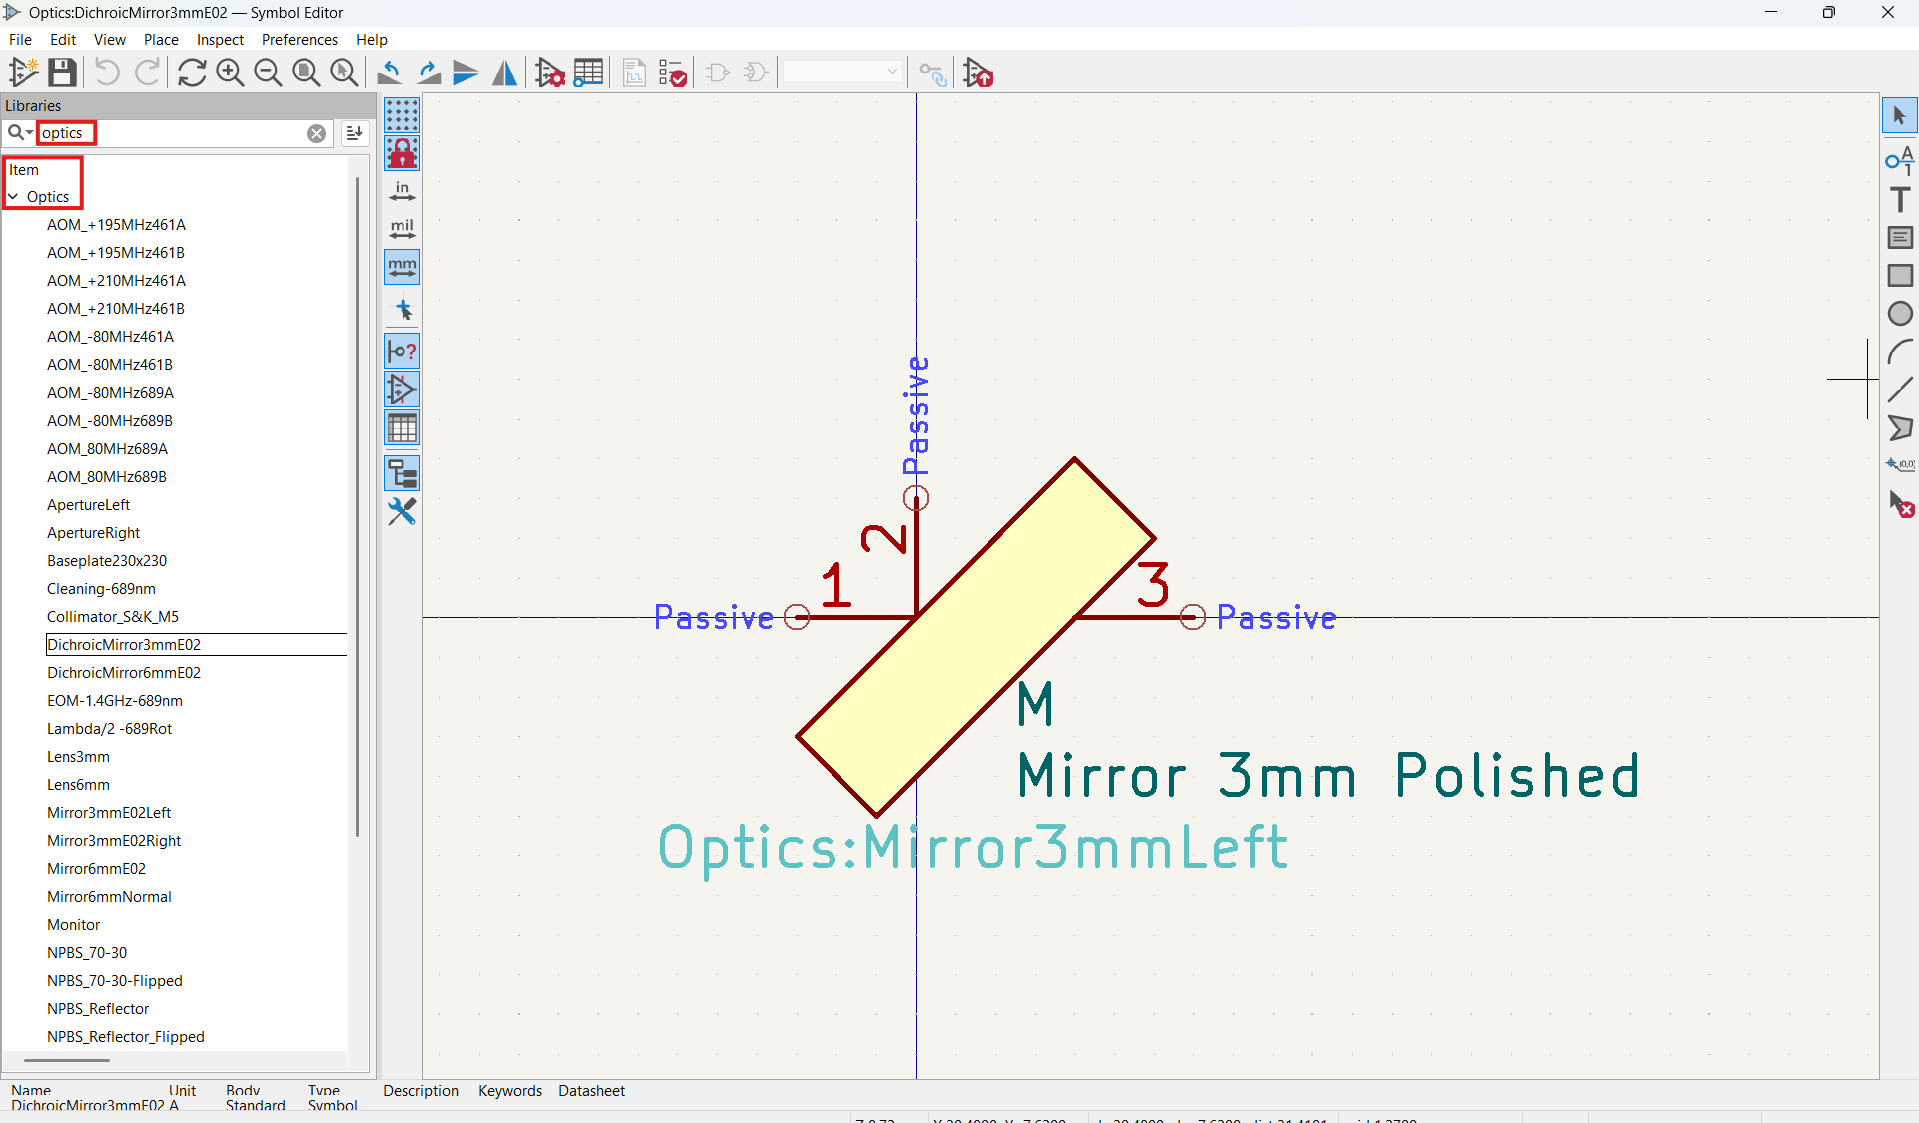 Optics:DichroicMirror3mmE02 — Symbol Editor
File Edit View Place Inspect Preferences Help
Libraries
optics
Item
Optics
AOM_+195MHz461A
AOM_+195MHz461B
AOM_+210MHz461A
AOM_+210MHz461B
AOM_-80MHz461A
AOM_-80MHz461B
AOM_-80MHz689A
AOM_-80MHz689B
AOM_80MHz689A
AOM_80MHz689B
ApertureLeft
ApertureRight
Baseplate230x230
Cleaning-689nm
Collimator_S&K_M5
DichroicMirror3mmE02
DichroicMirror6mmE02
EOM-1.4GHz-689nm
Lambda/2 -689Rot
Lens3mm
Lens6mm
Mirror3mmE02Left
Mirror3mmE02Right
Mirror6mmE02
Mirror6mmNormal
Monitor
NPBS_70-30
NPBS_70-30-Flipped
NPBS_Reflector
NPBS_Reflector_Flipped
in
mil
mm
Passive
2
1
3
Passive
Passive
M
Mirror 3mm Polished
Optics:Mirror3mmLeft
A
1
T
(0,0)
Name Unit Body Type Description Keywords Datasheet
DichroicMirror3mmE02 A Standard Symbol